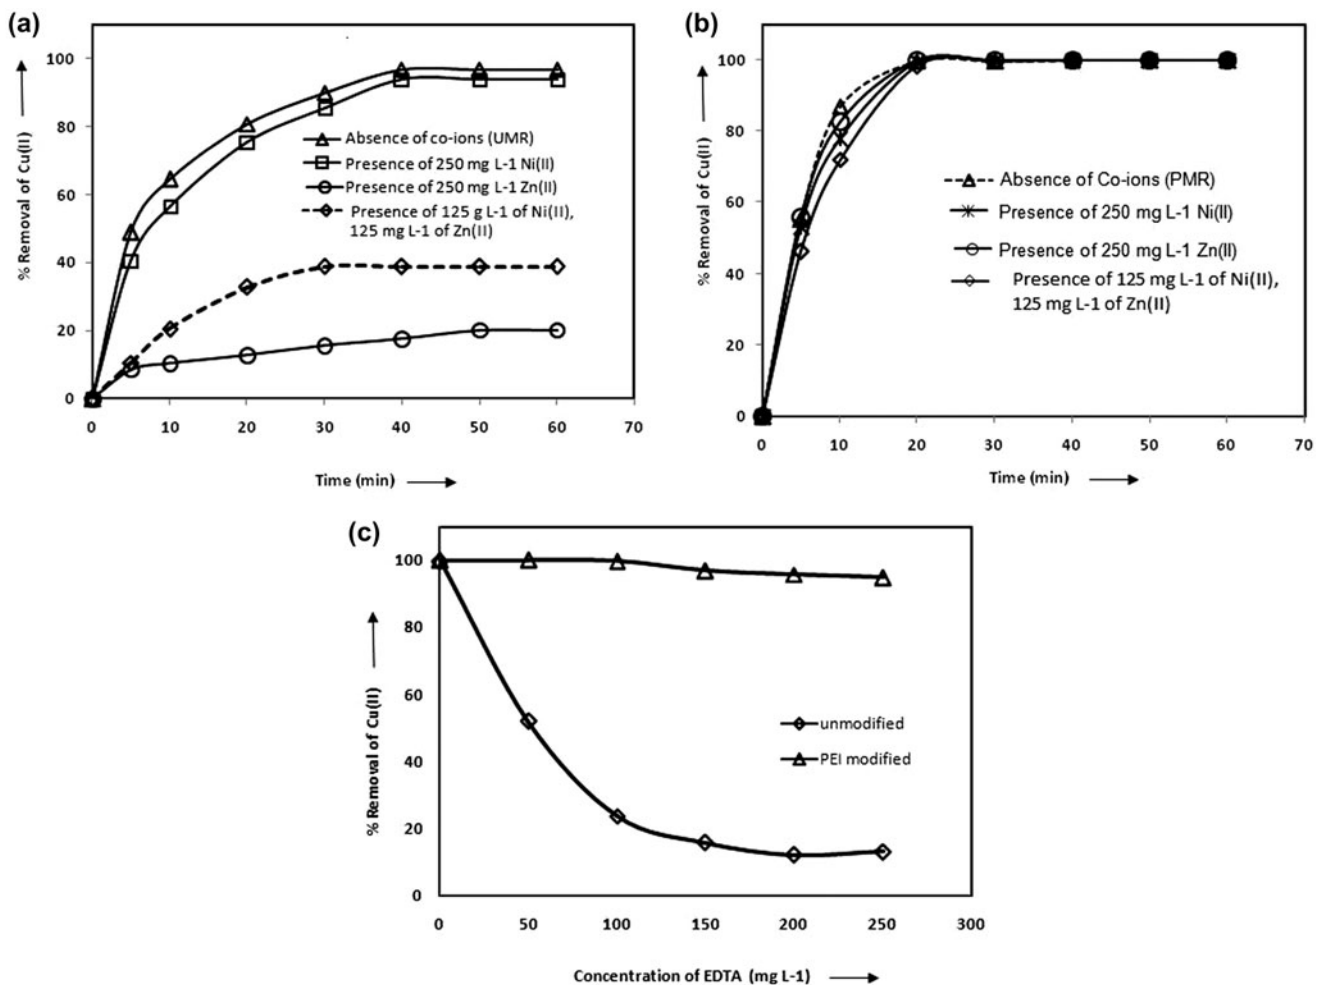 (a)
100
80
60
40
20
0
% Removal of Cu(II)
Absence of co-ions (UMR)
Presence of 250 mg L-1 Ni(II)
Presence of 250 mg L-1 Zn(II)
Presence of 125 g L-1 of Ni(II),
125 mg L-1 of Zn(II)
0 10 20 30 40 50 60 70
Time (min)
(b)
100
80
60
40
20
0
% Removal of Cu(II)
Absence of Co-ions (PMR)
Presence of 250 mg L-1 Ni(II)
Presence of 250 mg L-1 Zn(II)
Presence of 125 mg L-1 of Ni(II),
125 mg L-1 of Zn(II)
0 10 20 30 40 50 60 70
Time (min)
(c)
100
80
60
40
20
0
% Removal of Cu(II)
unmodified
PEI modified
0 50 100 150 200 250 300
Concentration of EDTA (mg L-1)